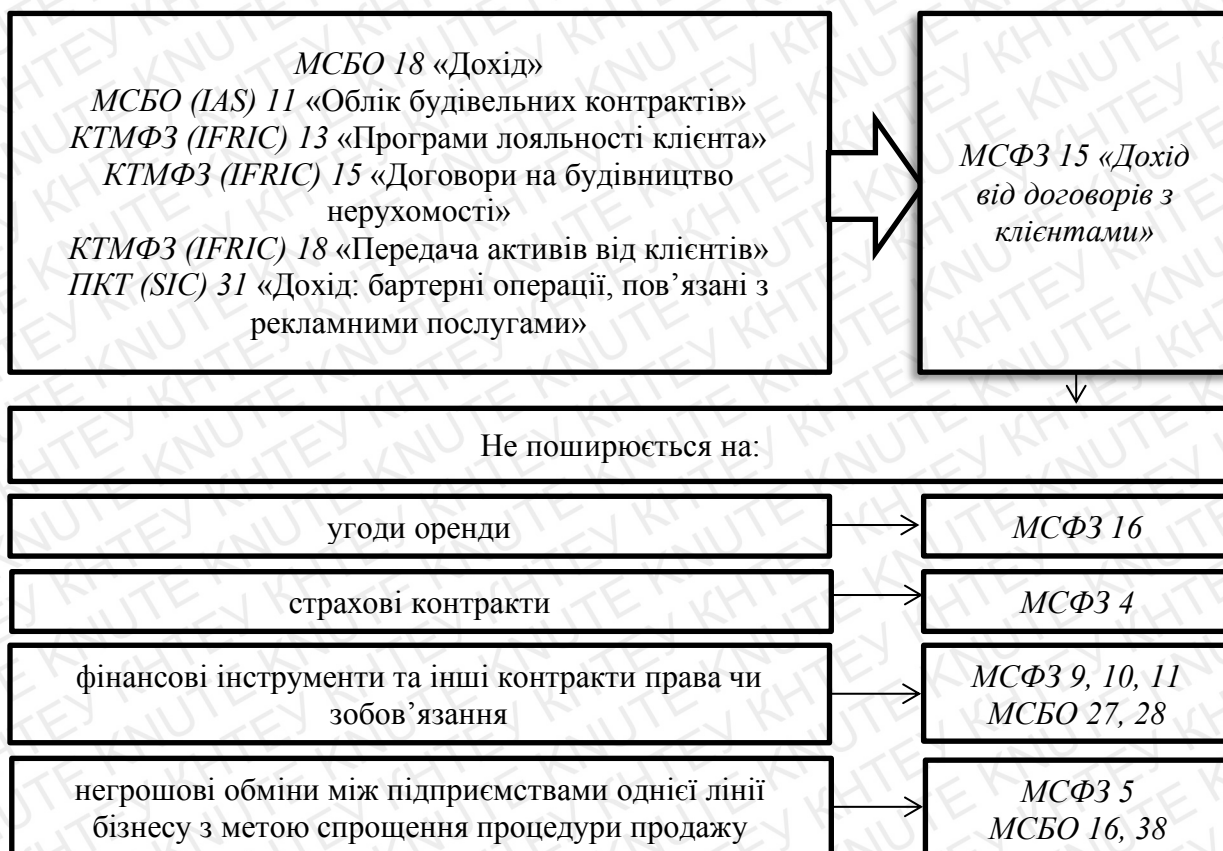 МСБО 18 «Дохід»
МСБО (IAS) 11 «Облік будівельних контрактів»
КТМФЗ (IFRIC) 13 «Програми лояльності клієнта»
КТМФЗ (IFRIC) 15 «Договори на будівництво
нерухомості»
КТМФЗ (IFRIC) 18 «Передача активів від клієнтів»
ПКТ (SIC) 31 «Дохід: бартерні операції, пов’язані з
рекламними послугами»
МСФЗ 15 «Дохід
від договорів з
клієнтами»
Не поширюється на:
угоди оренди
МСФЗ 16
страхові контракти
МСФЗ 4
фінансові інструменти та інші контракти права чи
зобов’язання
МСФЗ 9, 10, 11
МСБО 27, 28
негрошові обміни між підприємствами однієї лінії
бізнесу з метою спрощення процедури продажу
МСФЗ 5
МСБО 16, 38